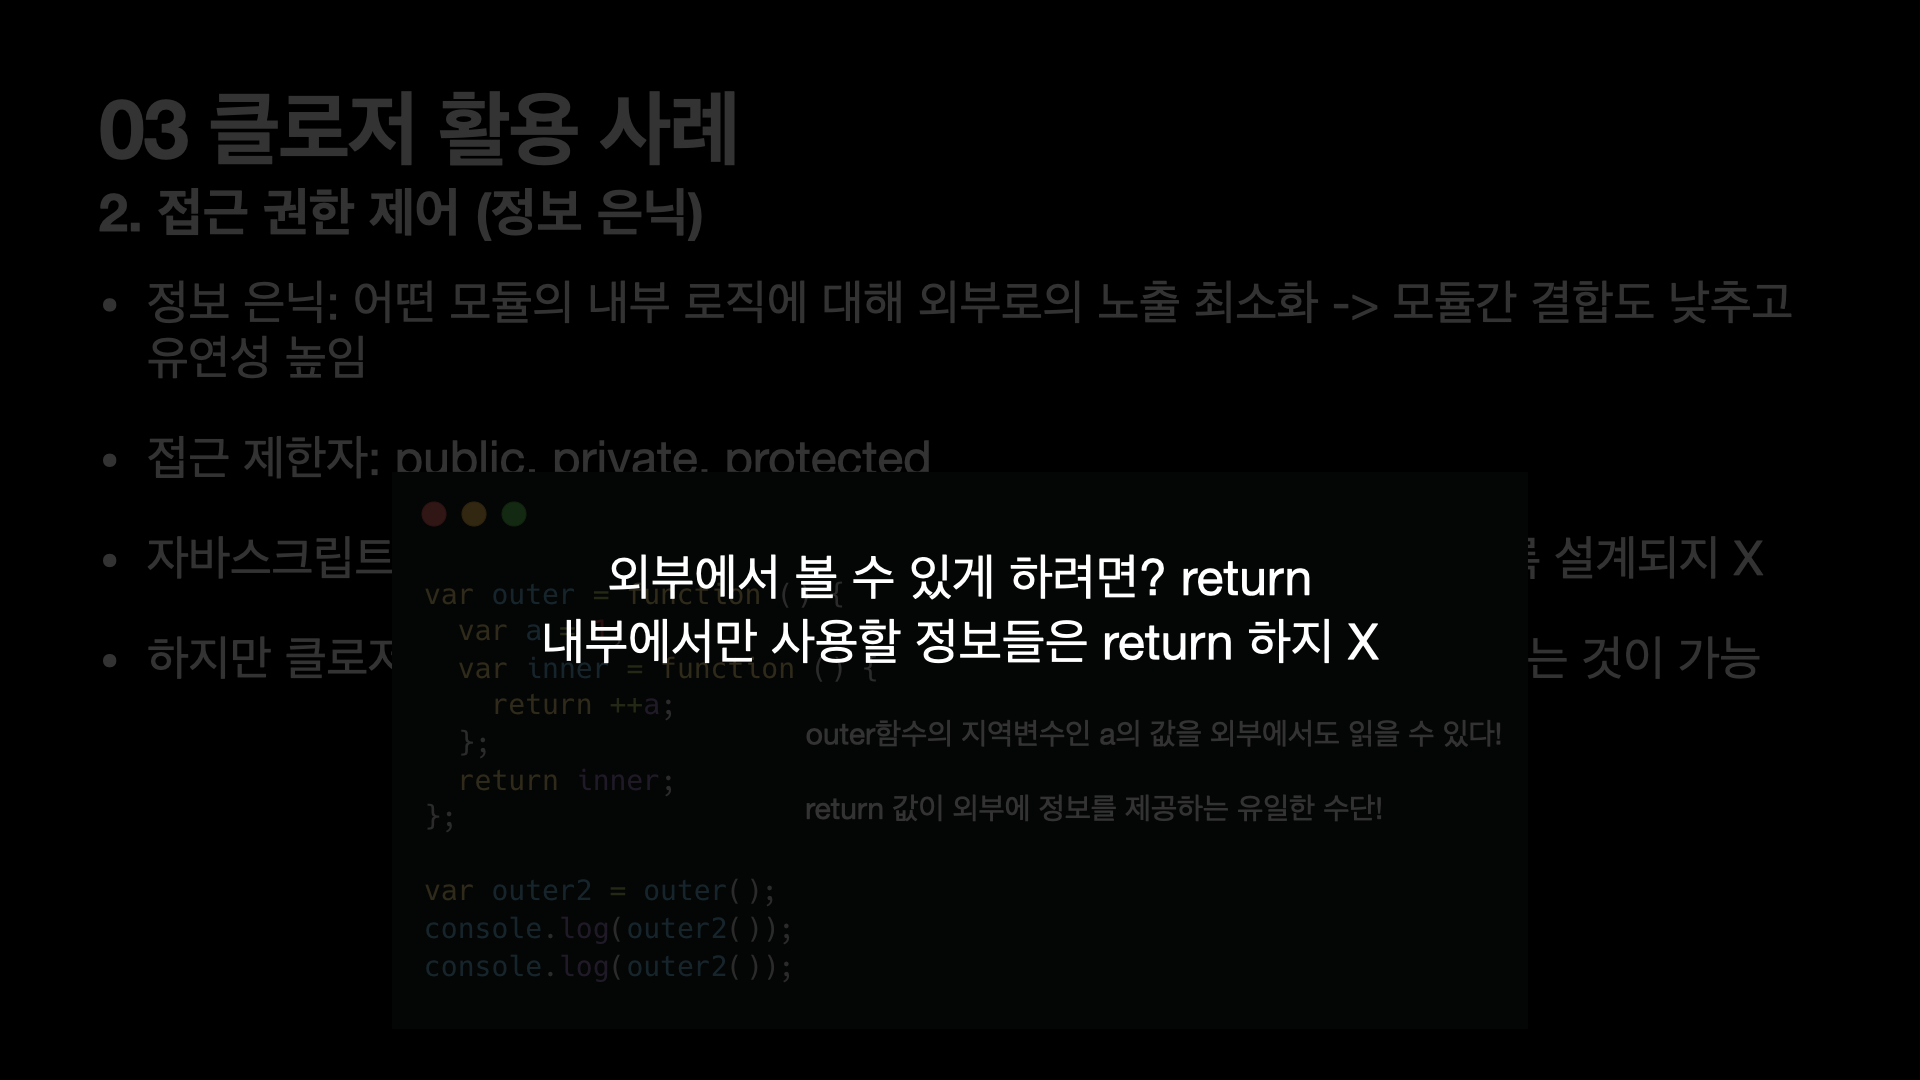 03 클로저 활용 사례
2. 접근 권한 제어 (정보 은닉)
• 정보 은닉: 어떤 모듈의 내부 로직에 대해 외부로의 노출 최소화 -> 모듈간 결합도 낮추고
유연성 높임
• 접근 제한자: public, private, protected
• 자바스크립트 설계되지 X
• 하지만 클로저 는 것이 가능
외부에서 볼 수 있게 하려면? return
내부에서만 사용할 정보들은 return 하지 X
var outer = function () {
var a =
var inner = function () {
return ++a;
};
return inner;
};
outer함수의 지역변수인 a의 값을 외부에서도 읽을 수 있다!
return 값이 외부에 정보를 제공하는 유일한 수단!
var outer2 = outer();
console.log(outer2());
console.log(outer2());